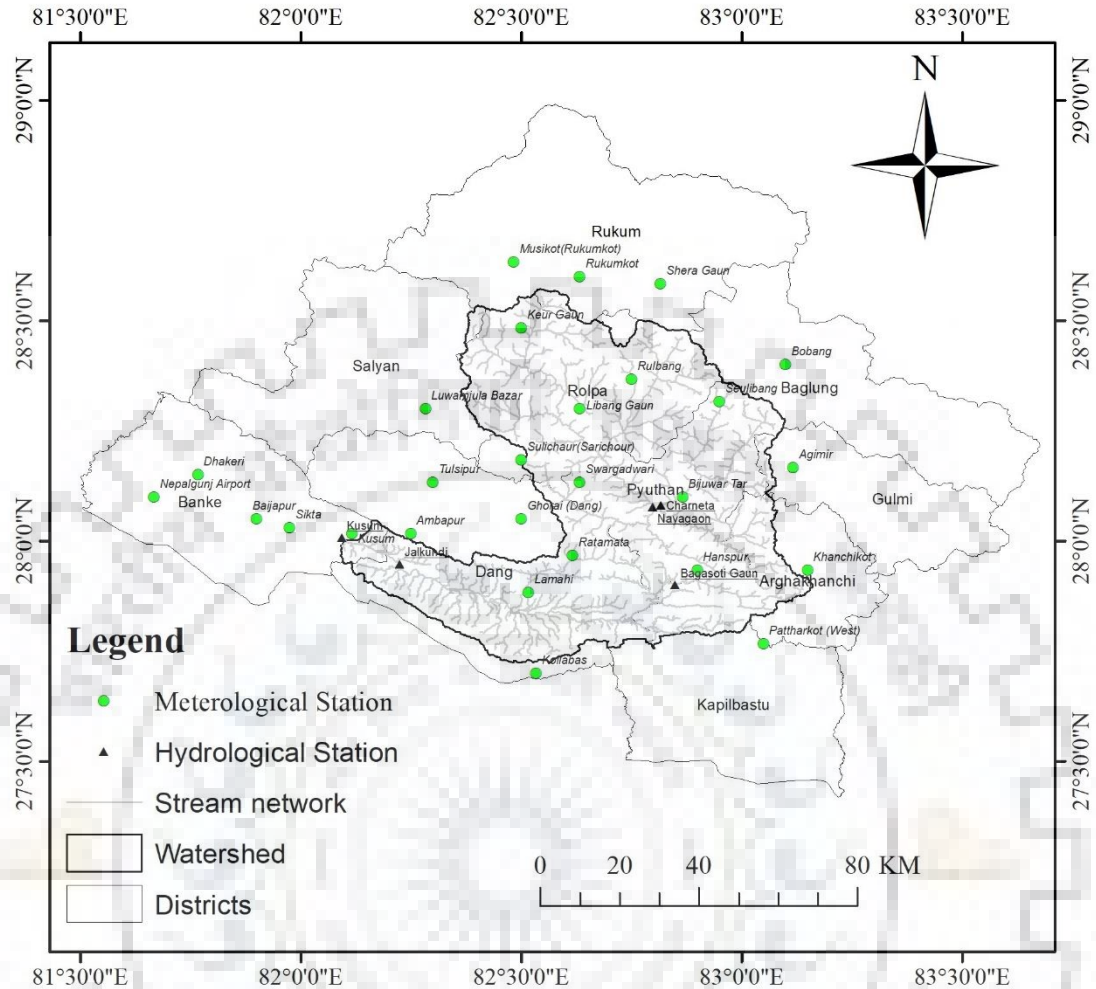 81°30'0"E
82°0'0"E
82°30'0"E
83°0'0"E
83°30'0"E
29°0'0"N
29°0'0"N
N
Rukum
Musikot(Rukumkot)
Rukumkot
Shera Gaun
28°30'0"N
28°30'0"N
Keur Gaun
Bobang
Salyan
Rulbang
Rolpa
Seulibang
Baglung
Luwamjula Bazar
Libang Gaun
Sulichaur(Sarichour)
Dhakeri
Tulsipur
Swargadwari
Agimir
Nepalgunj Airport
Pyuthan
Bijuwar Tar
Gulmi
Banke
Baijapur
Ghorai (Dang)
Charneta
Nayagaon
Sikta
Kusum
Kusum
Ambapur
28°0'0"N
28°0'0"N
Jalkundi
Ratamata
Hanspur
Khanchikot
Dang
Bagasoti Gaun
Arghakhanchi
Lamahi
Pattharkot (West)
Koilabas
Kapilbastu
Legend
Meterological Station
Hydrological Station
Stream network
Watershed
Districts
27°30'0"N
27°30'0"N
0 20 40 80 KM
81°30'0"E
82°0'0"E
82°30'0"E
83°0'0"E
83°30'0"E